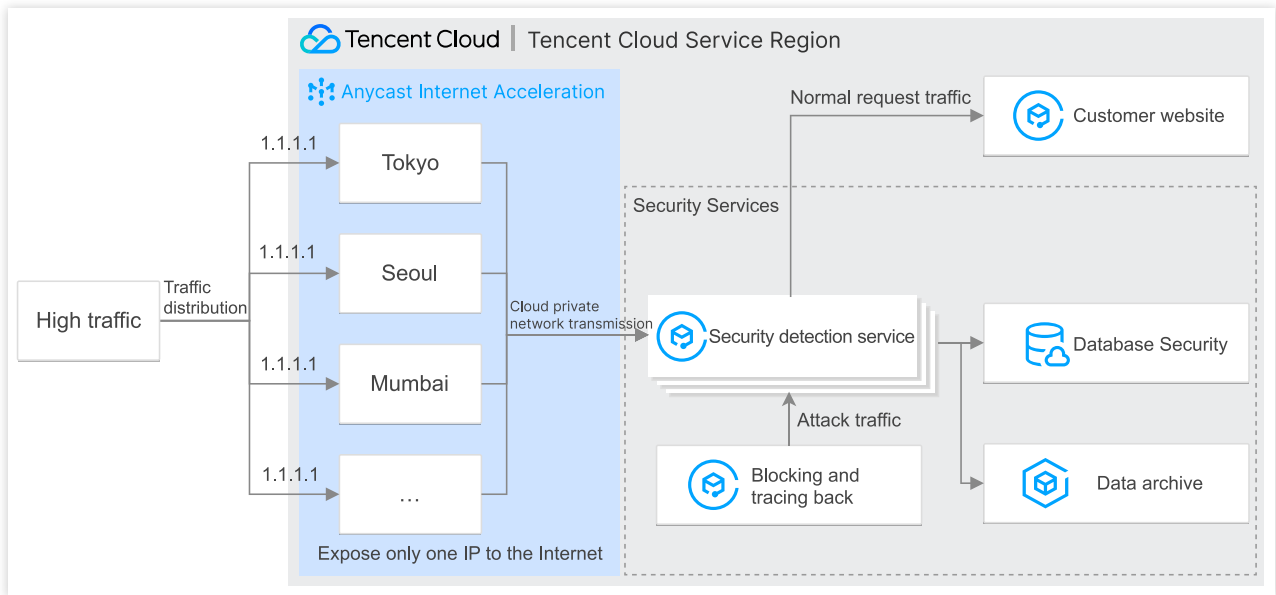 Tencent Cloud | Tencent Cloud Service Region
Anycast Internet Acceleration
1.1.1.1
Tokyo
1.1.1.1
Seoul
High traffic
Traffic
distribution
1.1.1.1
Mumbai
1.1.1.1
...
Expose only one IP to the Internet
Cloud private
network transmission
Normal request traffic
Customer website
Security Services
Security detection service
Database Security
Attack traffic
Blocking and
tracing back
Data archive